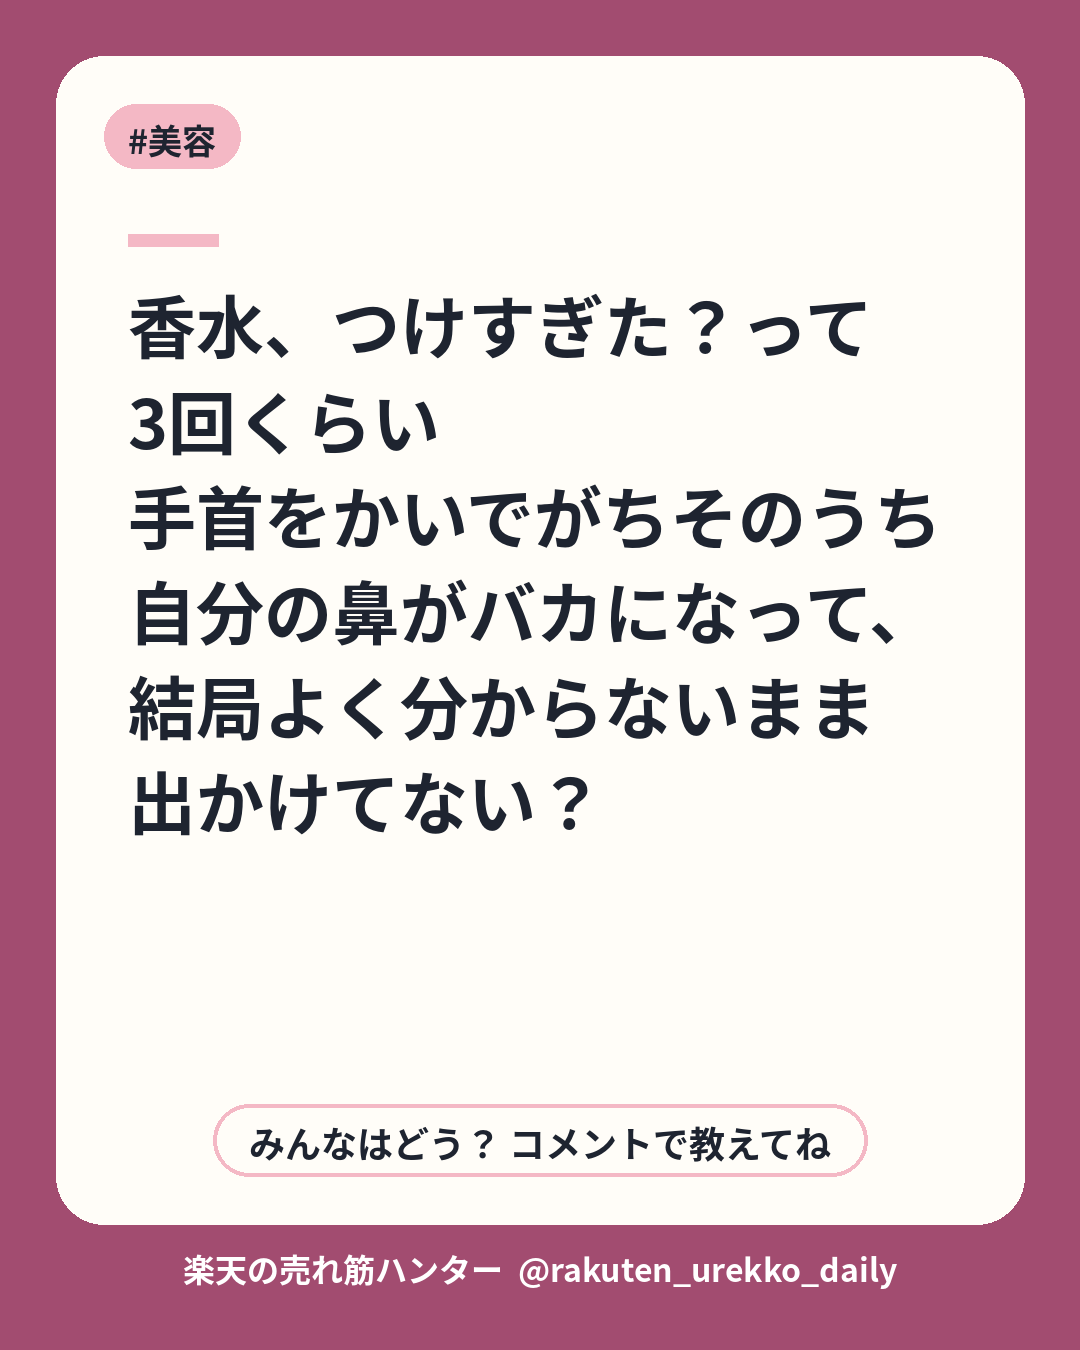 #美容
香水、つけすぎた？って
3回くらい
手首をかいでがちそのうち
自分の鼻がバカになって、
結局よく分からないまま
出かけてない？
みんなはどう？ コメントで教えてね
楽天の売れ筋ハンター @rakuten_urekko_daily